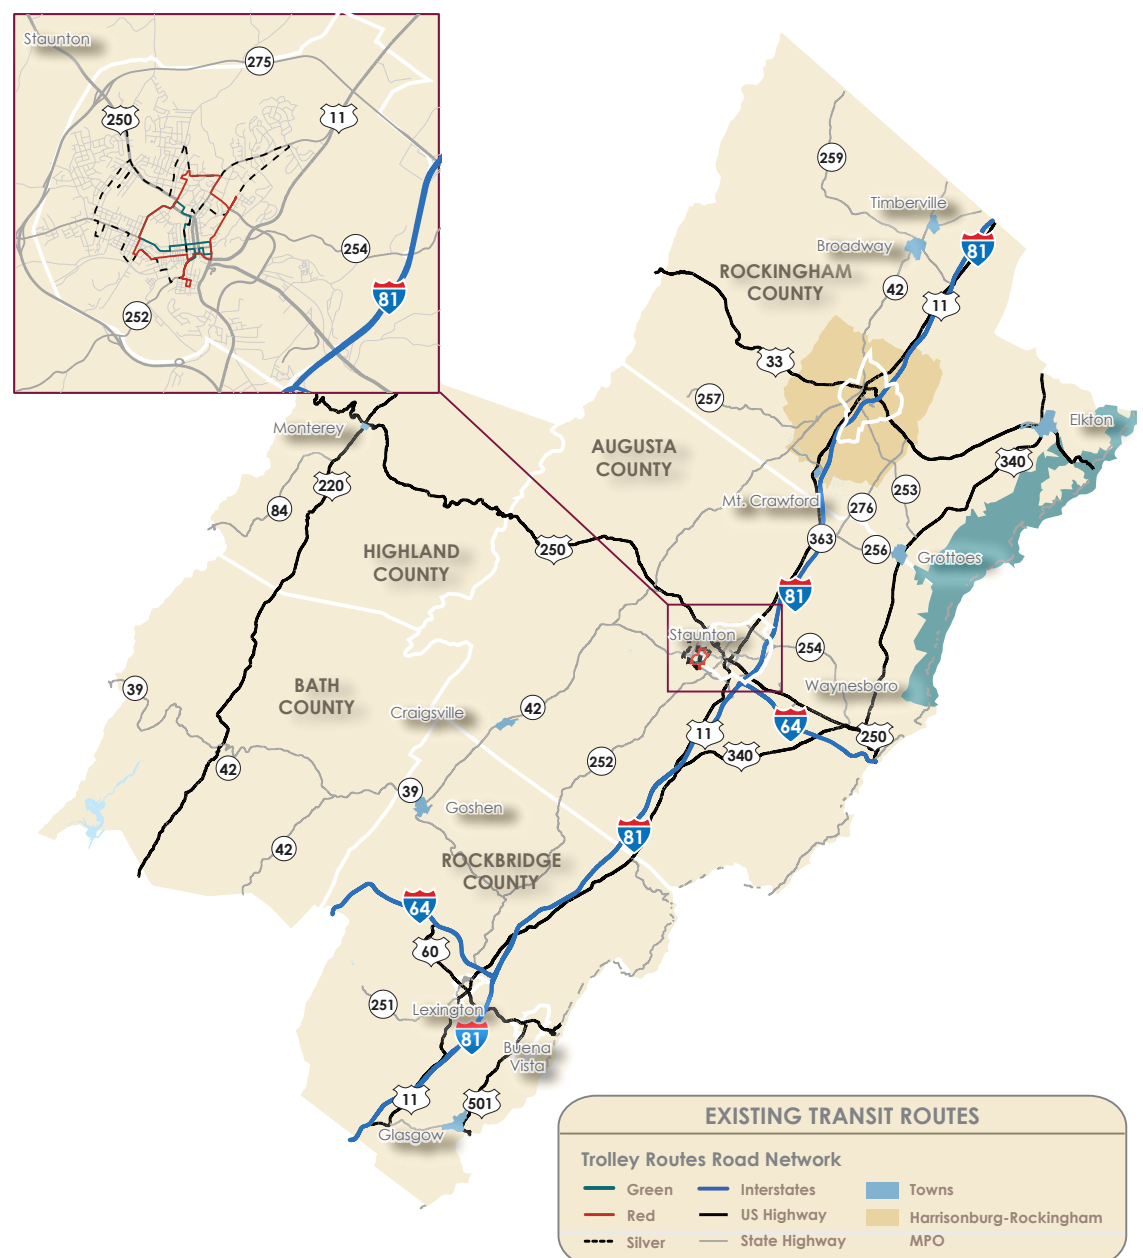 Staunton
275
250
11
254
81
252
259
Timberville
Broadway
81
ROCKINGHAM
COUNTY
42
11
33
257
Elkton
Monterey
AUGUSTA
COUNTY
340
220
253
Mt. Crawford
276
84
363
HIGHLAND
COUNTY
250
256
Grottoes
81
Staunton
254
39
BATH
COUNTY
Waynesboro
Craigsville
42
64
11
250
340
42
252
39
Goshen
81
42
ROCKBRIDGE
COUNTY
64
60
251
Lexington
81
Buena
Vista
11
501
Glasgow
EXISTING TRANSIT ROUTES
Trolley Routes Road Network
Green Interstates Towns
Red US Highway Harrisonburg-Rockingham
Silver State Highway MPO